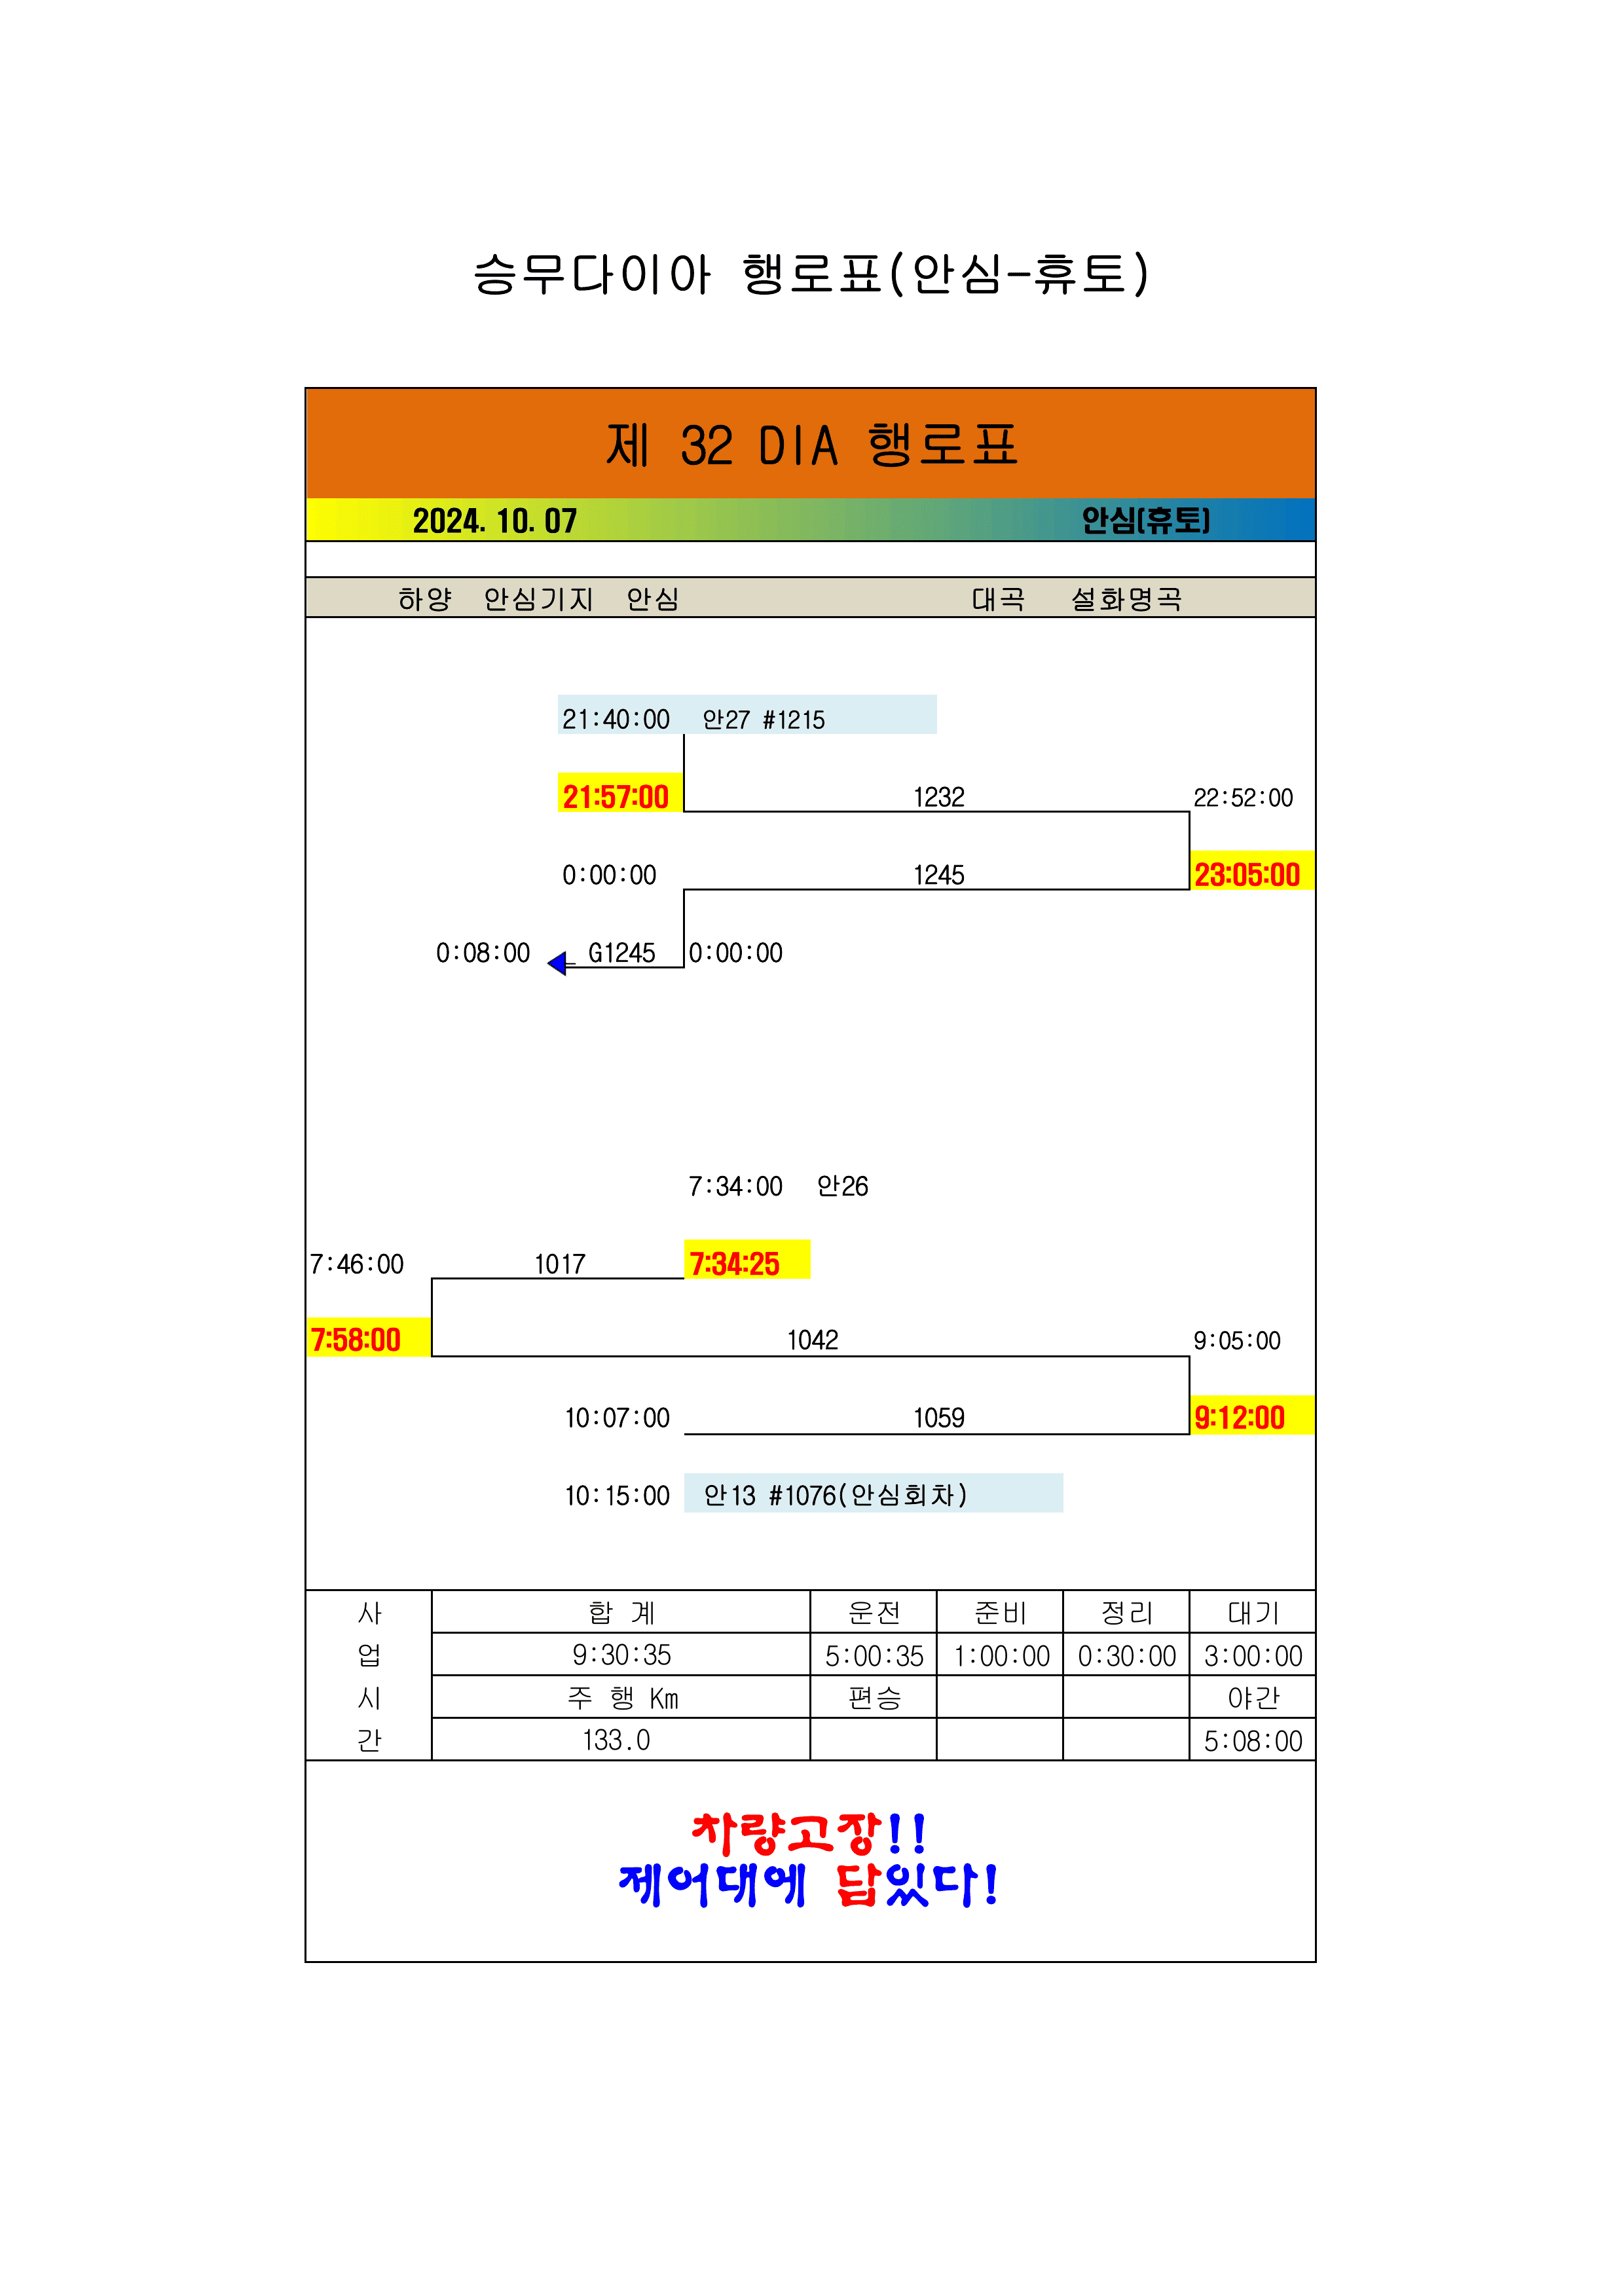 승무다이아 행로표(안심-휴토)
제 32 DIA 행로표
2024. 10. 07 안심(휴토)
하양 안심기지 안심 대곡 설화명곡
21:40:00 안27 #1215
21:57:00 1232 22:52:00
0:00:00 1245 23:05:00
0:08:00 G1245 0:00:00
7:34:00 안26
7:46:00 1017 7:34:25
7:58:00 1042 9:05:00
10:07:00 1059 9:12:00
10:15:00 안13 #1076(안심회차)
사 합 계 운전 준비 정리 대기
업 9:30:35 5:00:35 1:00:00 0:30:00 3:00:00
시 주 행 Km 편승 야간
간 133.0 5:08:00
차량고장!!
제어대에 답있다!